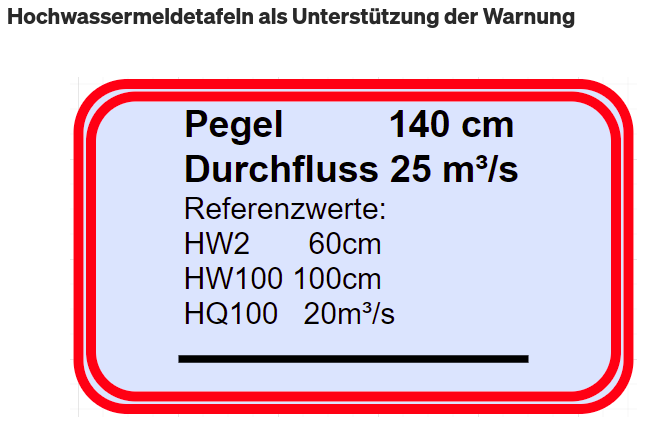 Hochwassermeldetafeln als Unterstützung der Warnung
Pegel 140 cm
Durchfluss 25 m³/s
Referenzwerte:
HW2 60cm
HW100 100cm
HQ100 20m³/s